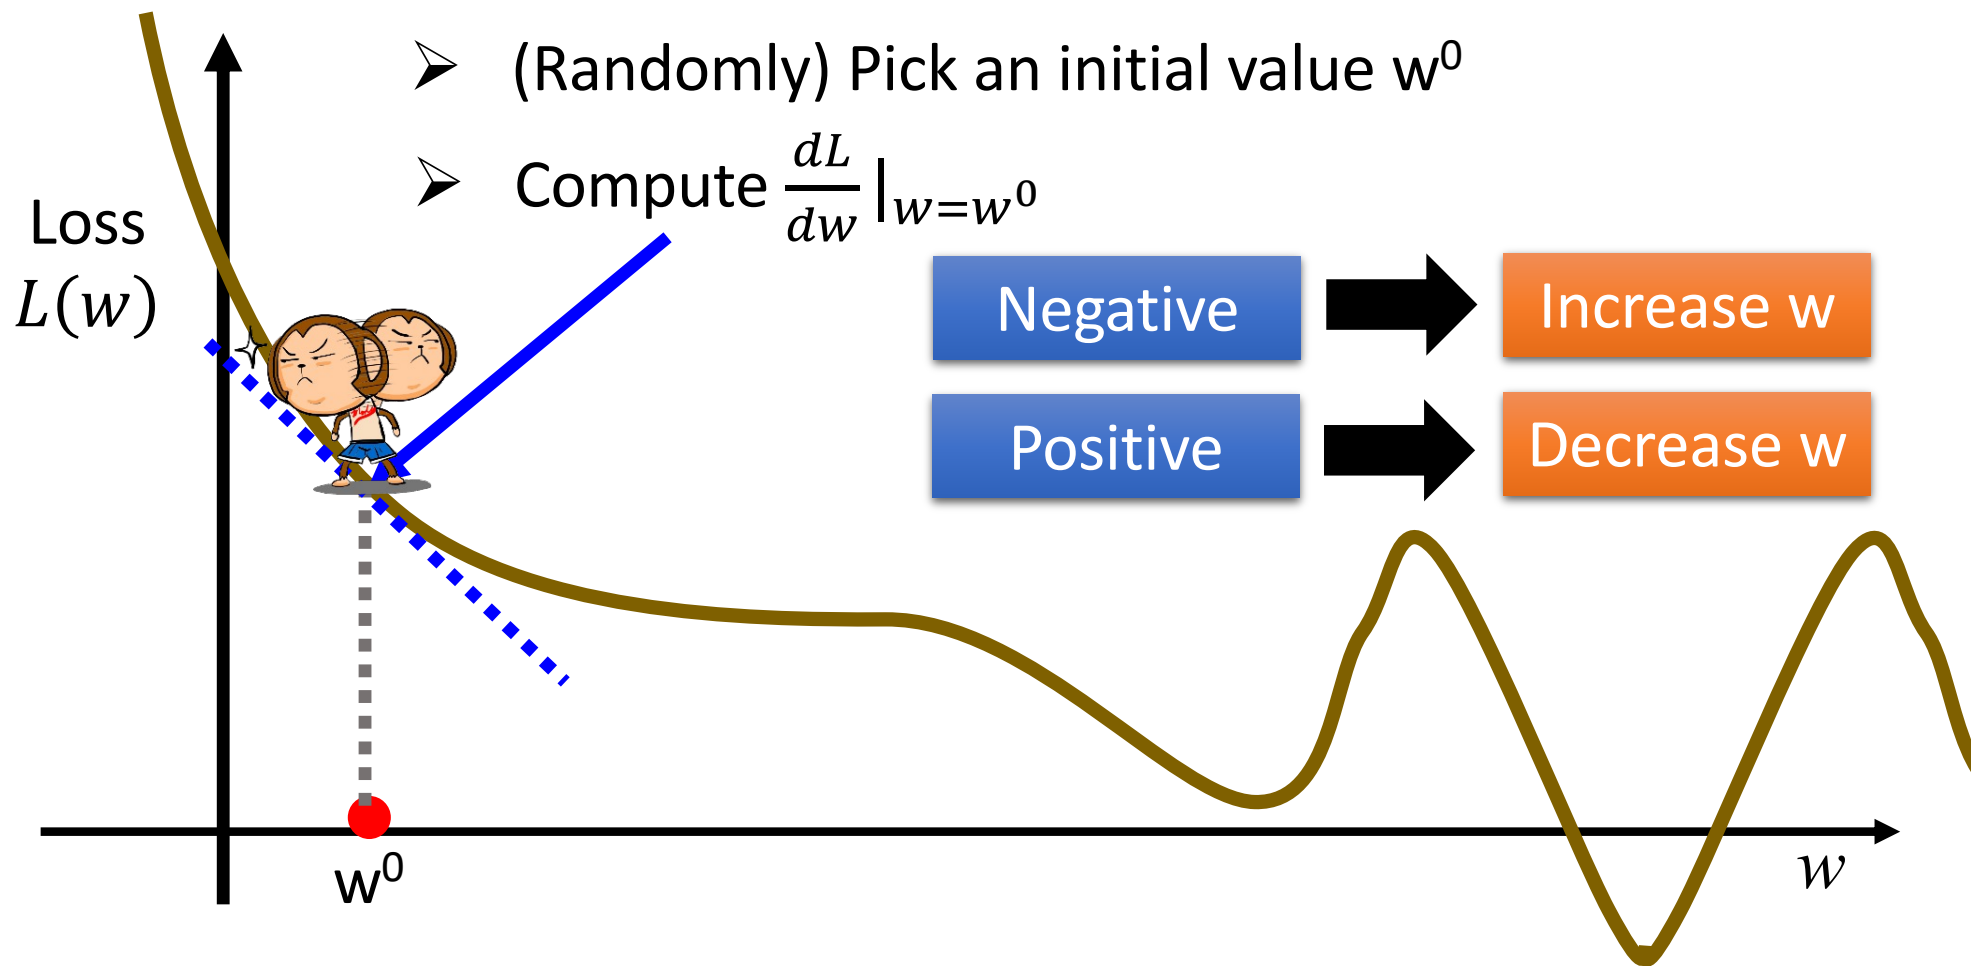 (Randomly) Pick an initial value w⁰
Compute dL/dw |w=w⁰
Loss
L(w)
Negative
Increase w
Positive
Decrease w
w⁰
w